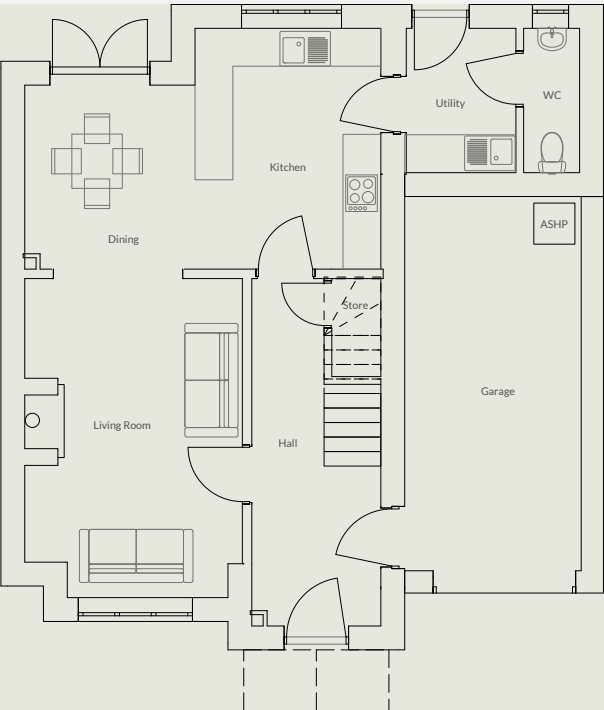 WC
Utility
Kitchen
ASHP
Dining
Store
Garage
Living Room
Hall